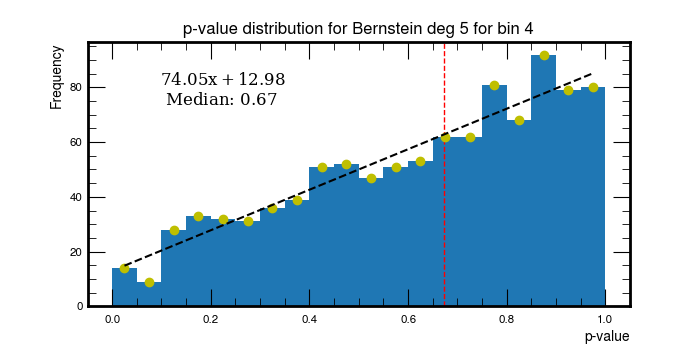 p-value distribution for Bernstein deg 5 for bin 4
Frequency
74.05x + 12.98
Median: 0.67
80
60
40
20
0
0.0 0.2 0.4 0.6 0.8 1.0
p-value